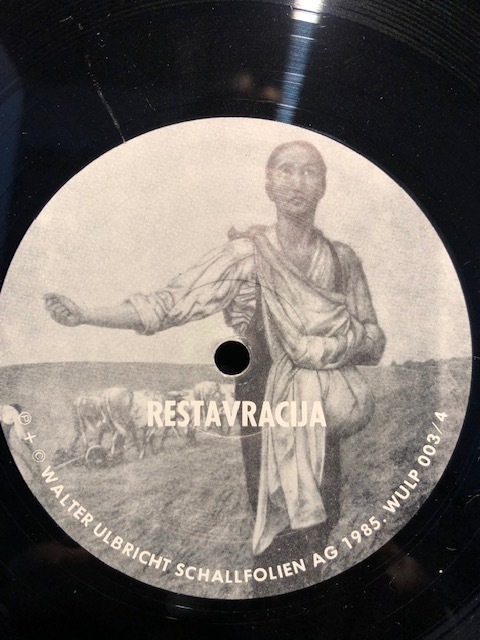 RESTAVRACIJA
℗ + © WALTER ULBRICHT SCHALLFOLIEN AG 1985. WULP 003/4